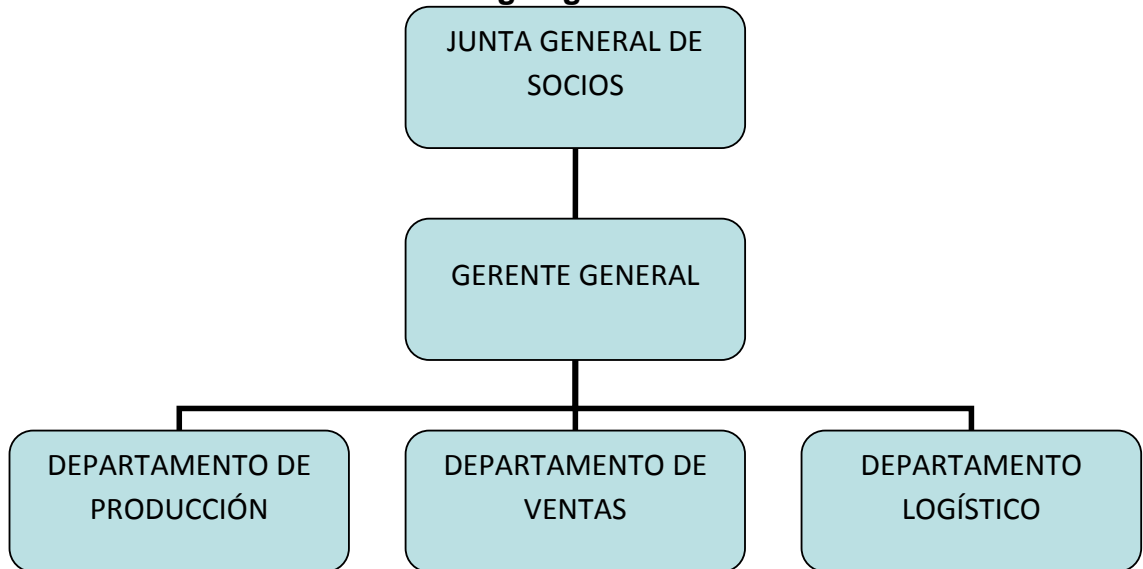 JUNTA GENERAL DE
SOCIOS
GERENTE GENERAL
DEPARTAMENTO DE
PRODUCCIÓN
DEPARTAMENTO DE
VENTAS
DEPARTAMENTO
LOGÍSTICO